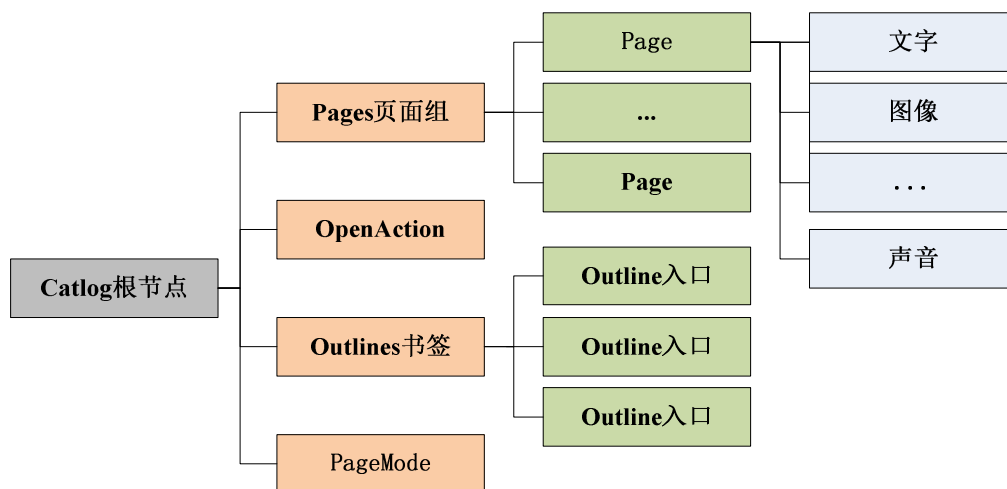 Page
文字
Pages页面组
...
图像
Page
...
OpenAction
Catlog根节点
Outline入口
声音
Outlines书签
Outline入口
Outline入口
PageMode